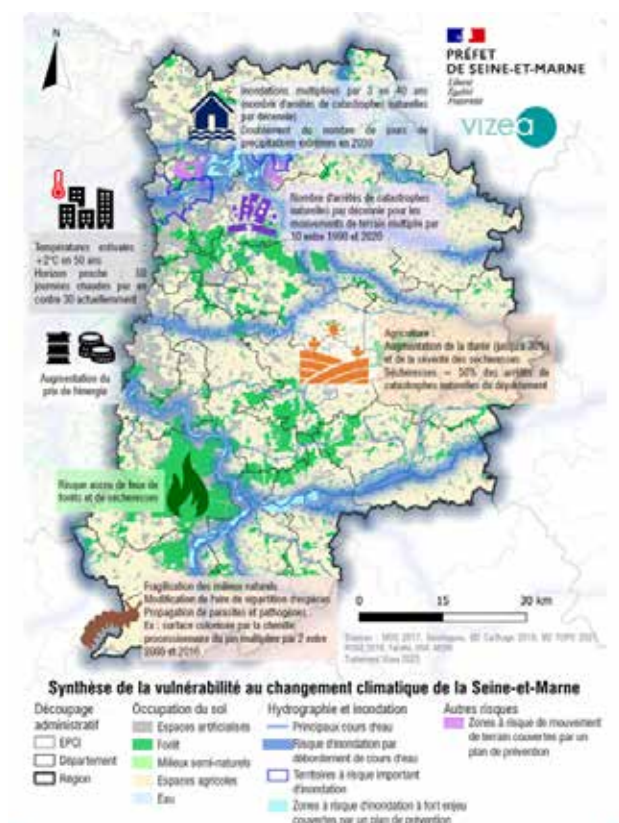 N
PRÉFET
DE SEINE-ET-MARNE
Liberté
Égalité
Fraternité
vizea
Inondations multipliées par 3 en 40 ans
(nombre d'arrêtés de catastrophes naturelles
par décennie)
Doublement du nombre de jours de
précipitations extrêmes en 2050
Nombre d'arrêtés de catastrophes
naturelles par décennie pour les
mouvements de terrain multiplié par
10 entre 1990 et 2020
Températures estivales :
+2°C en 50 ans
Horizon proche :
journées chaudes par an
contre 30 actuellement
Agriculture :
Augmentation de la durée (jusqu'à 30%)
et de la sévérité des sécheresses
Sécheresses = 50% des arrêtés de
catastrophes naturelles du département
Augmentation du
prix de l'énergie
Risque accru de feux de
forêts et de sécheresses
Fragilisation des milieux naturels
Modification de l'aire de répartition d'espèces
Propagation de parasites et pathogènes
Ex : surface colonisée par la chenille
processionnaire du pin multipliée par 2 entre
2000 et 2016
0 15 30 km
Sources : MOS 2017,
Traitement Vizea 2023
Synthèse de la vulnérabilité au changement climatique de la Seine-et-Marne
Découpage
administratif
EPCI
Département
Région
Occupation du sol
Espaces artificialisés
Forêt
Milieux semi-naturels
Espaces agricoles
Eau
Hydrographie et inondation
Principaux cours d'eau
Risque d'inondation par
débordement de cours d'eau
Territoires à risque important
d'inondation
Zones à risque d'inondation à fort enjeu
couvertes par un plan de prévention
Autres risques
Zones à risque de mouvement
de terrain couvertes par un
plan de prévention